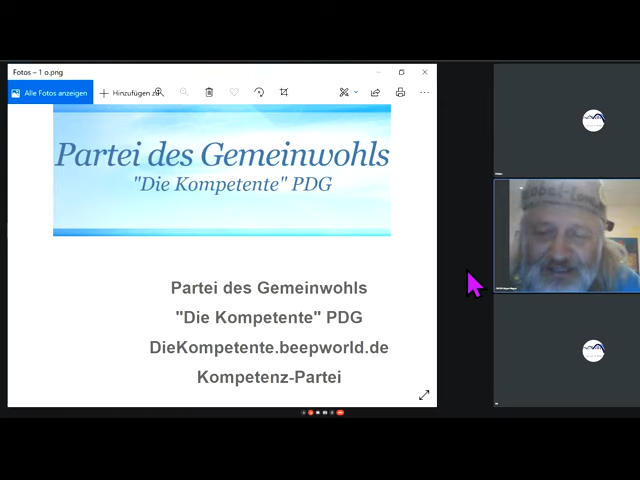 Fotos – 1 o.png
Alle Fotos anzeigen
Hinzufügen zu
Partei des Gemeinwohls
"Die Kompetente" PDG
Partei des Gemeinwohls
"Die Kompetente" PDG
DieKompetente.beepworld.de
Kompetenz-Partei